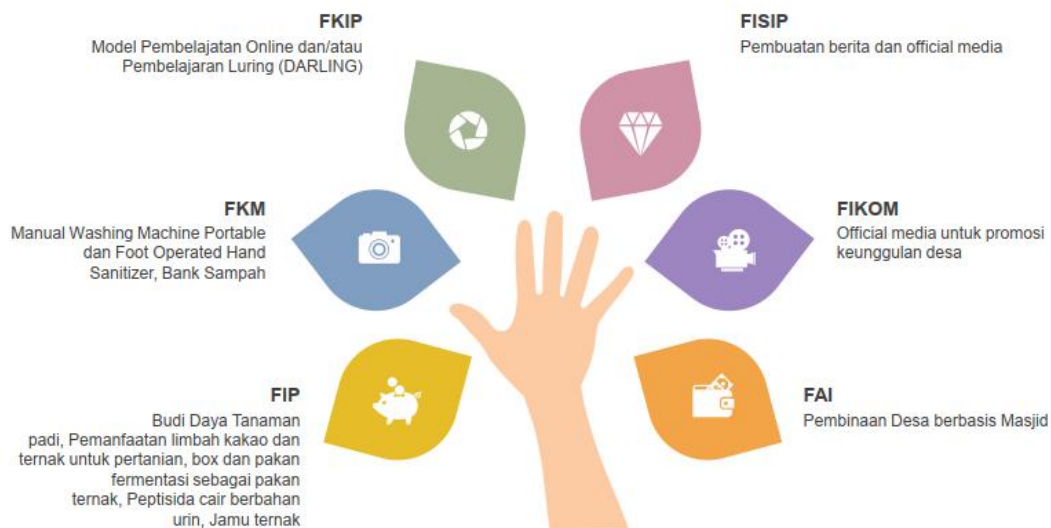 FKIP
Model Pembelajatan Online dan/atau
Pembelajaran Luring (DARLING)
FISIP
Pembuatan berita dan official media
FKM
Manual Washing Machine Portable
dan Foot Operated Hand
Sanitizer, Bank Sampah
FIKOM
Official media untuk promosi
keunggulan desa
FIP
Budi Daya Tanaman
padi, Pemanfaatan limbah kakao dan
ternak untuk pertanian, box dan pakan
fermentasi sebagai pakan
ternak, Peptisida cair berbahan
urin, Jamu ternak
FAI
Pembinaan Desa berbasis Masjid